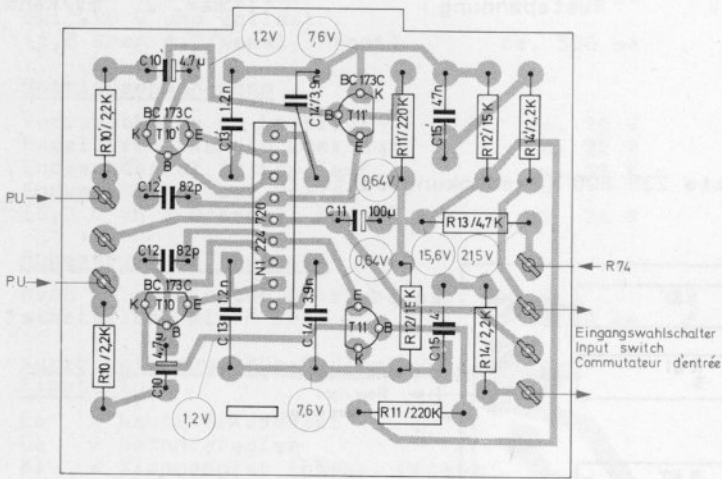 1,2V
7,6V
C10'
4,7µ
BC 173C
K
E
T10'
B
R10'/2,2K
C13'
1,2n
C14'/3,9n
BC 173C
K
T11'
B
E
R11'/220K
C15'
47n
R12'/15K
R14'/2,2K
P.U.
C12'
82p
N1 224 720
0,64V
C11
100µ
R13/4,7K
C12
82p
0,64V
15,6V
21,5V
R74
P.U.
BC 173C
K
E
T10
B
C13
1,2n
C14
3,9n
E
T11
B
K
R12/15K
C15
R14/2,2K
R10/2,2K
4,7µ
C10
Eingangswahlschalter
Input switch
Commutateur d'entrée
1,2V
7,6V
R11/220K